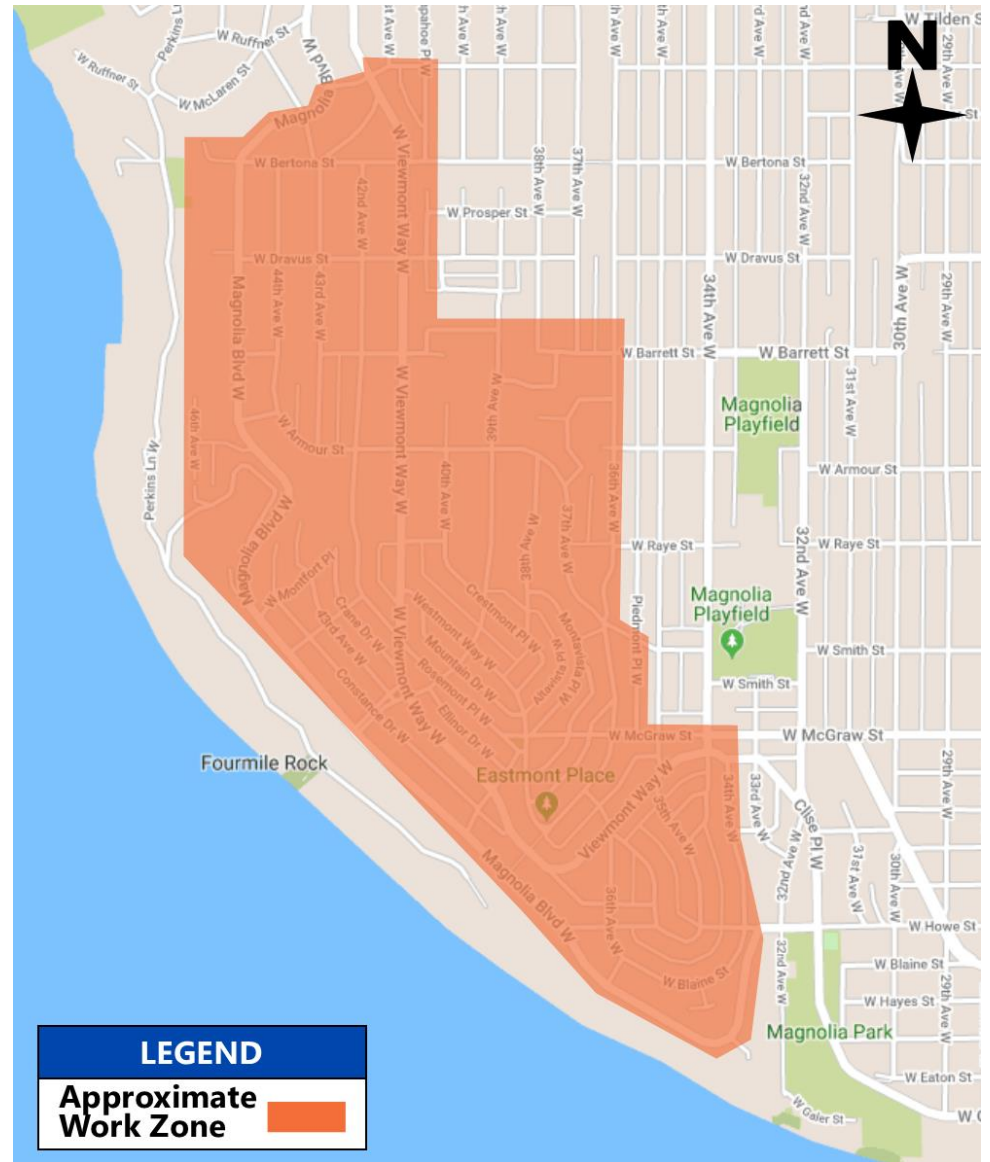 W Tilden S
W Ruffner St
Perkins Ln
N
29th Ave W
W Ruffner St
W McLaren St
Magnolia
Blvd W
W Bertona St
42nd Ave W
W Viewmont Way W
38th Ave W
37th Ave W
W Bertona St
32nd Ave W
W Prosper St
W Dravus St
W Dravus St
44th Ave W
43rd Ave W
Magnolia Blvd W
34th Ave W
30th Ave W
29th Ave W
W Barrett St
W Barrett St
W Viewmont Way W
39th Ave W
31st Ave W
Magnolia
Playfield
46th Ave W
W Armour St
W Armour St
Perkins Ln W
40th Ave W
36th Ave W
37th Ave W
38th Ave W
Magnolia Blvd W
W Raye St
W Raye St
32nd Ave W
W Montfort Pl
Crane Dr W
43rd Ave W
Westmont Way W
Crestmont Pl W
Mountain Dr W
Rosemont Pl W
Montavista Pl W
Altavista Pl W
Piedmont Pl W
Magnolia
Playfield
W Smith St
W Smith St
Constance Dr W
Ellinor Dr W
W Viewmont Way W
W McGraw St
W McGraw St
Fourmile Rock
Eastmont Place
Viewmont Way W
35th Ave W
34th Ave W
33rd Ave W
32nd Ave W
Clise Pl W
31st Ave W
30th Ave W
29th Ave W
Magnolia Blvd W
36th Ave W
W Howe St
W Blaine St
32nd Ave W
W Blaine St
29th Ave W
W Hayes St
Magnolia Park
W Eaton St
W Galer St
LEGEND
Approximate
Work Zone